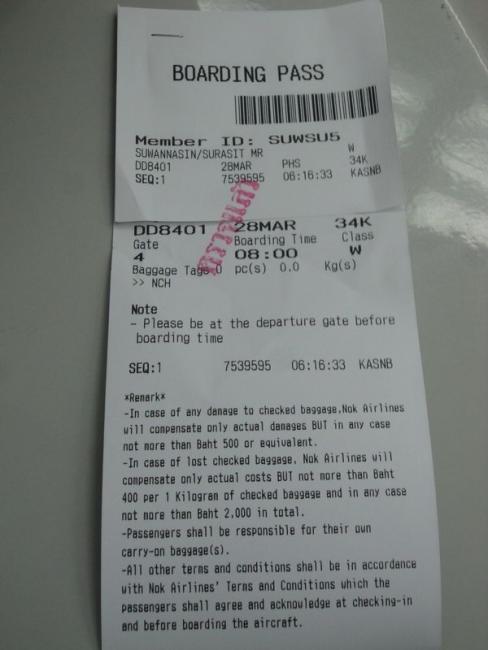 BOARDING PASS
Member ID: SUWSU5
SUWANNASIN/SURASIT MR W
DD8401 28MAR PHS 34K
SEQ:1 7539595 06:16:33 KASNB
DD8401 28MAR 34K
Gate Boarding Time Class
4 08:00 W
Baggage Tags 0 pc(s) 0.0 Kg(s)
>> NCH
Note
- Please be at the departure gate before
boarding time
SEQ:1 7539595 06:16:33 KASNB
*Remark*
-In case of any damage to checked baggage,Nok Airlines
will compensate only actual damages BUT in any case
not more than Baht 500 or equivalent.
-In case of lost checked baggage, Nok Airlines will
compensate only actual costs BUT not more than Baht
400 per 1 Kilogram of checked baggage and in any case
not more than Baht 2,000 in total.
-Passengers shall be responsible for their own
carry-on baggage(s).
-All other terms and conditions shall be in accordance
with Nok Airlines' Terms and Conditions which the
passengers shall agree and acknowledge at checking-in
and before boarding the aircraft.